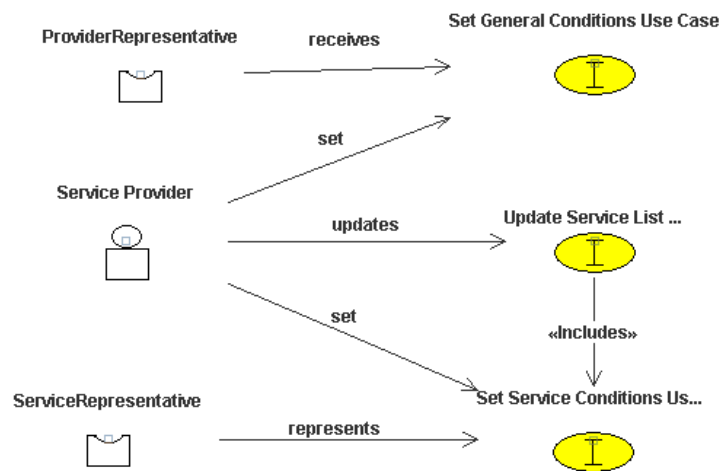 Set General Conditions Use Case
ProviderRepresentative
receives
set
Service Provider
updates
Update Service List ...
set
«Includes»
ServiceRepresentative
Set Service Conditions Us...
represents